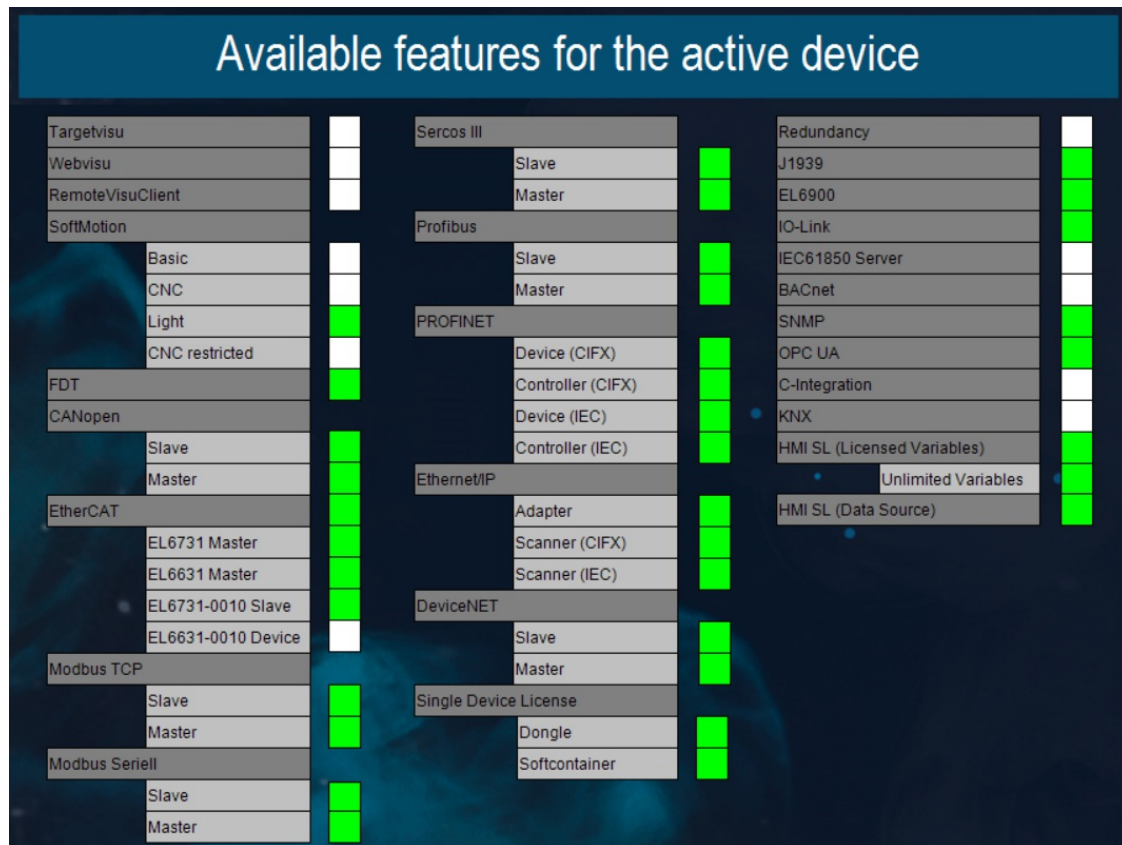 Available features for the active device
Targetvisu
Webvisu
RemoteVisuClient
SoftMotion
Basic
CNC
Light
CNC restricted
FDT
CANopen
Slave
Master
EtherCAT
EL6731 Master
EL6631 Master
EL6731-0010 Slave
EL6631-0010 Device
Modbus TCP
Slave
Master
Modbus Seriell
Slave
Master
Sercos III
Slave
Master
Profibus
Slave
Master
PROFINET
Device (CIFX)
Controller (CIFX)
Device (IEC)
Controller (IEC)
Ethernet/IP
Adapter
Scanner (CIFX)
Scanner (IEC)
DeviceNET
Slave
Master
Single Device License
Dongle
Softcontainer
Redundancy
J1939
EL6900
IO-Link
IEC61850 Server
BACnet
SNMP
OPC UA
C-Integration
KNX
HMI SL (Licensed Variables)
Unlimited Variables
HMI SL (Data Source)